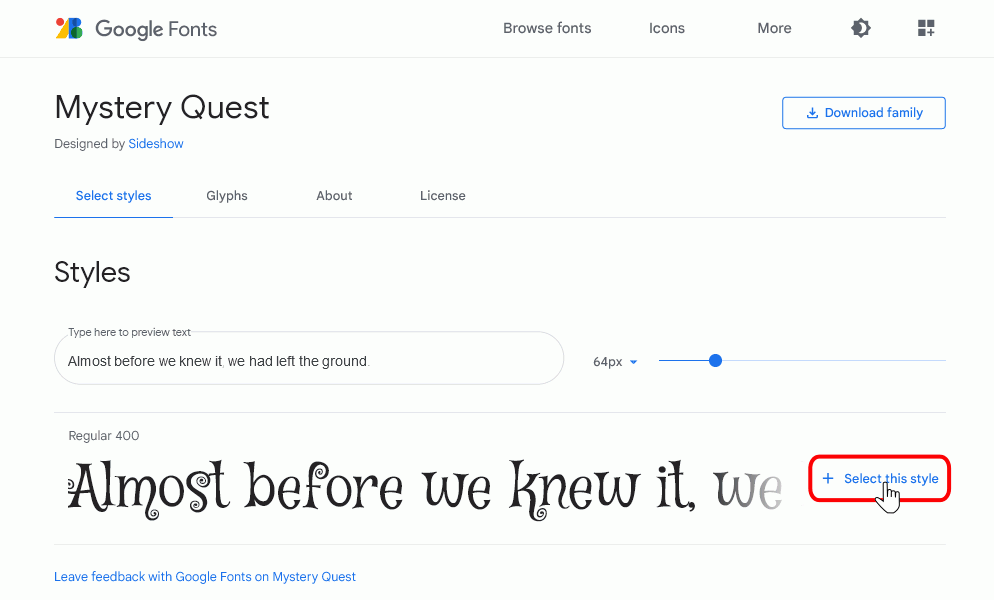 Google Fonts Browse fonts Icons More
Mystery Quest
Download family
Designed by Sideshow
Select styles Glyphs About License
Styles
Type here to preview text
Almost before we knew it, we had left the ground.
64px
Regular 400
Almost before we knew it, we
+ Select this style
Leave feedback with Google Fonts on Mystery Quest